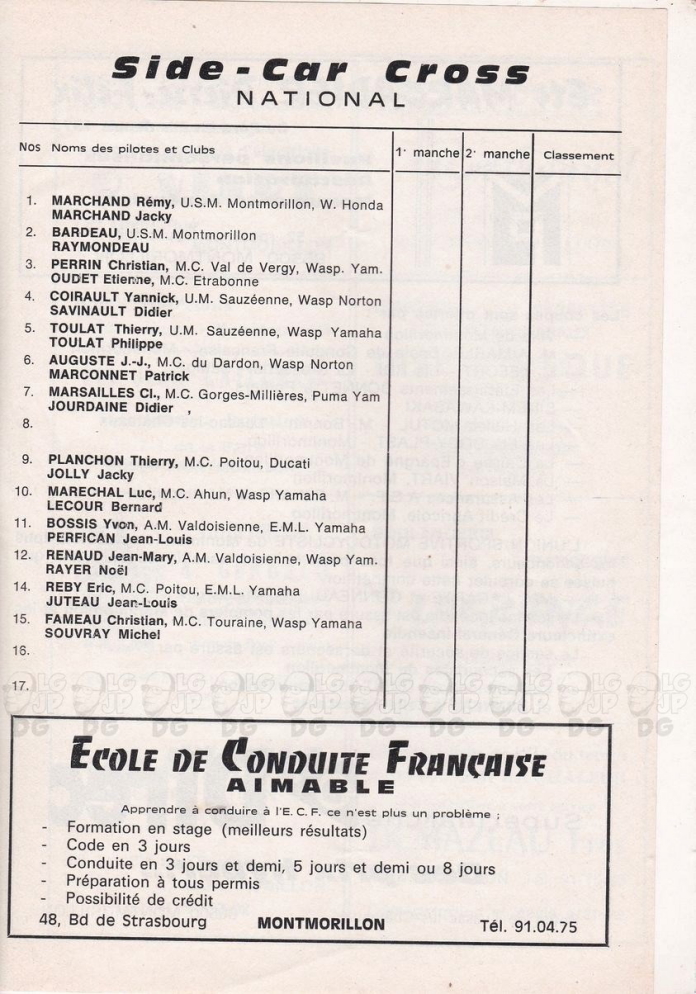 Side-Car Cross
NATIONAL
Nos Noms des pilotes et Clubs 1e manche 2e manche Classement
1. MARCHAND Rémy, U.S.M. Montmorillon, W. Honda
MARCHAND Jacky
2. BARDEAU, U.S.M. Montmorillon
RAYMONDEAU
3. PERRIN Christian, M.C. Val de Vergy, Wasp. Yam.
OUDET Etienne, M.C. Etrabonne
4. COIRAULT Yannick, U.M. Sauzéenne, Wasp Norton
SAVINAULT Didier
5. TOULAT Thierry, U.M. Sauzéenne, Wasp Yamaha
TOULAT Philippe
6. AUGUSTE J.-J., M.C. du Dardon, Wasp Norton
MARCONNET Patrick
7. MARSAILLES Cl., M.C. Gorges-Millières, Puma Yam
JOURDAINE Didier ,
8.
9. PLANCHON Thierry, M.C. Poitou, Ducati
JOLLY Jacky
10. MARECHAL Luc, M.C. Ahun, Wasp Yamaha
LECOUR Bernard
11. BOSSIS Yvon, A.M. Valdoisienne, E.M.L. Yamaha
PERFICAN Jean-Louis
12. RENAUD Jean-Mary, A.M. Valdoisienne, Wasp Yam.
RAYER Noël
14. REBY Eric, M.C. Poitou, E.M.L. Yamaha
JUTEAU Jean-Louis
15. FAMEAU Christian, M.C. Touraine, Wasp Yamaha
SOUVRAY Michel
16.
17.
ECOLE DE CONDUITE FRANÇAISE
AIMABLE
Apprendre à conduire à l'E.C.F. ce n'est plus un problème :
- Formation en stage (meilleurs résultats)
- Code en 3 jours
- Conduite en 3 jours et demi, 5 jours et demi ou 8 jours
- Préparation à tous permis
- Possibilité de crédit
48, Bd de Strasbourg MONTMORILLON Tél. 91.04.75